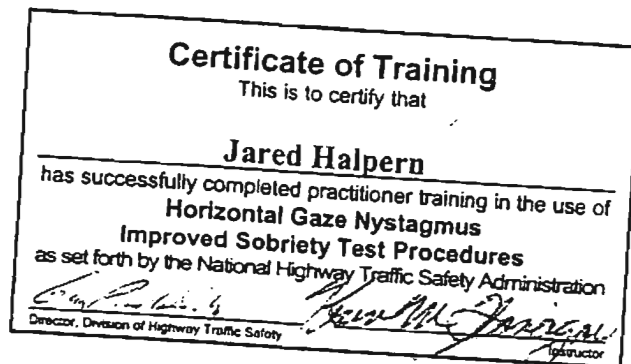 Certificate of Training
This is to certify that
Jared Halpern
has successfully completed practitioner training in the use of
Horizontal Gaze Nystagmus
Improved Sobriety Test Procedures
as set forth by the National Highway Traffic Safety Administration
Director, Division of Highway Traffic Safety
Instructor